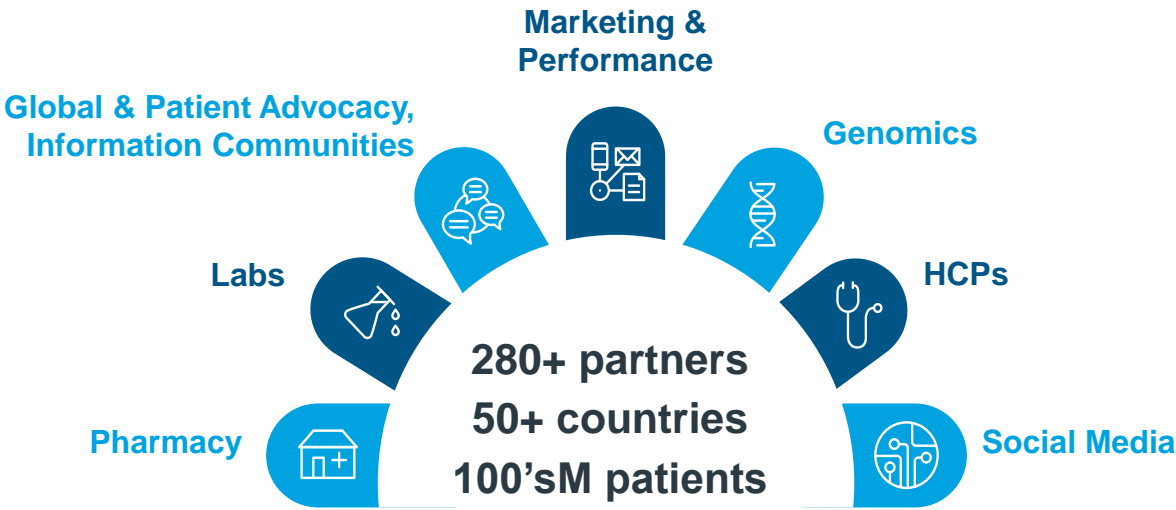 Marketing &
Performance
Global & Patient Advocacy,
Information Communities
Genomics
Labs
HCPs
280+ partners
50+ countries
100'sM patients
Pharmacy
Social Media